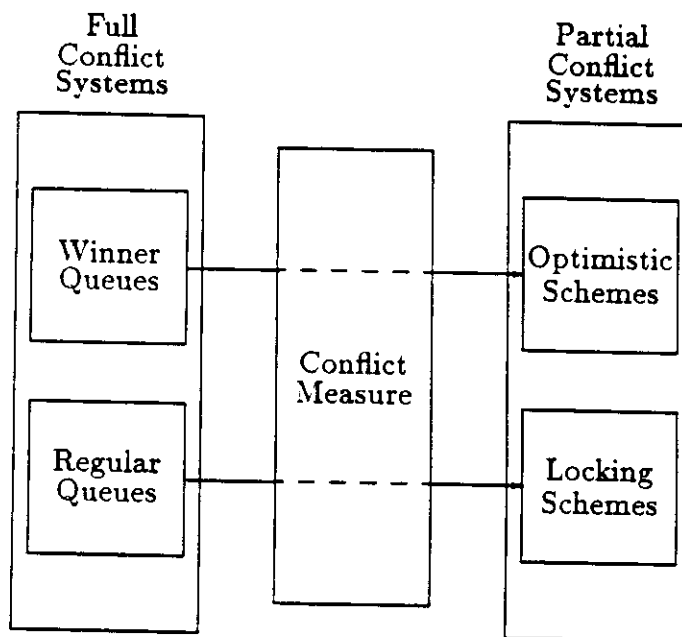 Full
Conflict
Systems
Partial
Conflict
Systems
Winner
Queues
Optimistic
Schemes
Conflict
Measure
Regular
Queues
Locking
Schemes